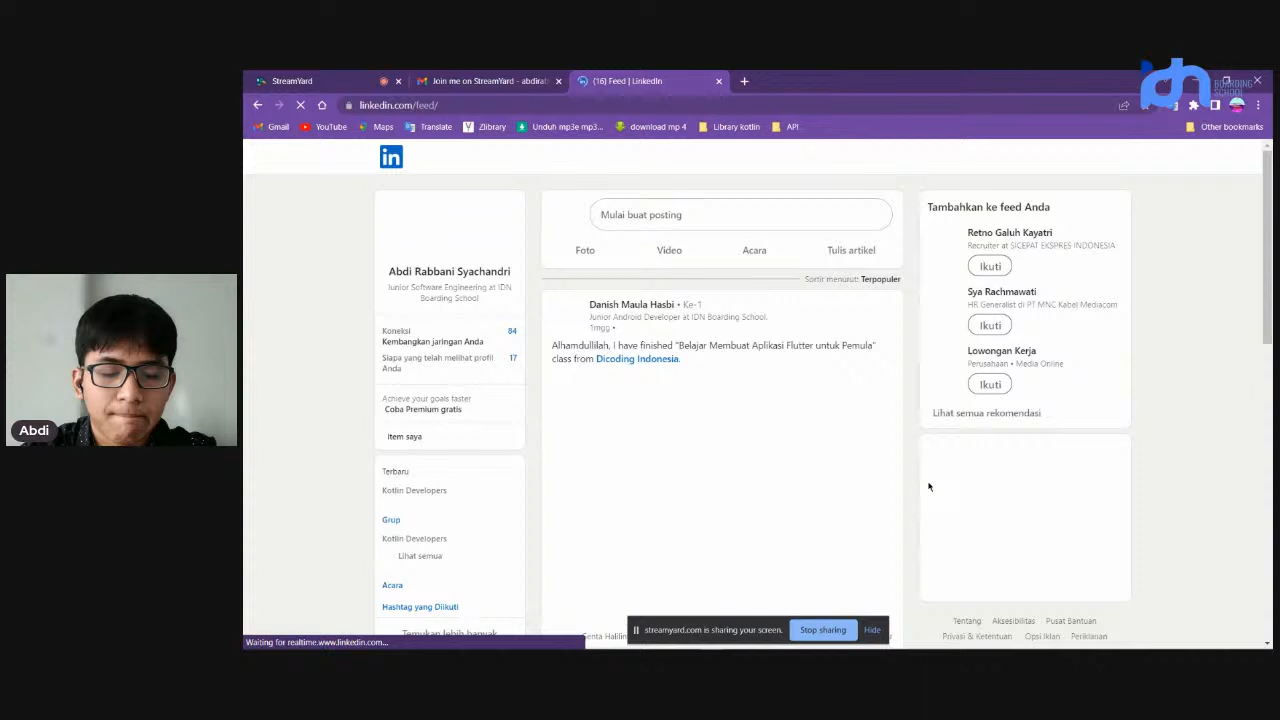 StreamYard
Join me on StreamYard - abdirat
(16) Feed | LinkedIn
linkedin.com/feed/
Gmail
YouTube
Maps
Translate
Zlibrary
Unduh mp3e mp3...
download mp 4
Library kotlin
API
Other bookmarks
BOARDING
SCHOOL
in
Abdi Rabbani Syachandri
Junior Software Engineering at IDN
Boarding School
Koneksi 84
Kembangkan jaringan Anda
Siapa yang telah melihat profil 17
Anda
Achieve your goals faster
Coba Premium gratis
item saya
Terbaru
Kotlin Developers
Grup
Kotlin Developers
Lihat semua
Acara
Hashtag yang Diikuti
Temukan lebih banyak
Mulai buat posting
Foto
Video
Acara
Tulis artikel
Sortir menurut: Terpopuler
Danish Maula Hasbi • Ke-1
Junior Android Developer at IDN Boarding School.
1mgg •
Alhamdulillah, I have finished "Belajar Membuat Aplikasi Flutter untuk Pemula"
class from Dicoding Indonesia.
Tambahkan ke feed Anda
Retno Galuh Kayatri
Recruiter at SICEPAT EKSPRES INDONESIA
Ikuti
Sya Rachmawati
HR Generalist di PT MNC Kabel Mediacom
Ikuti
Lowongan Kerja
Perusahaan • Media Online
Ikuti
Lihat semua rekomendasi
Tentang
Aksesibilitas
Pusat Bantuan
Privasi & Ketentuan
Opsi Iklan
Periklanan
streamyard.com is sharing your screen.
Stop sharing
Hide
Waiting for realtime.www.linkedin.com...
Abdi